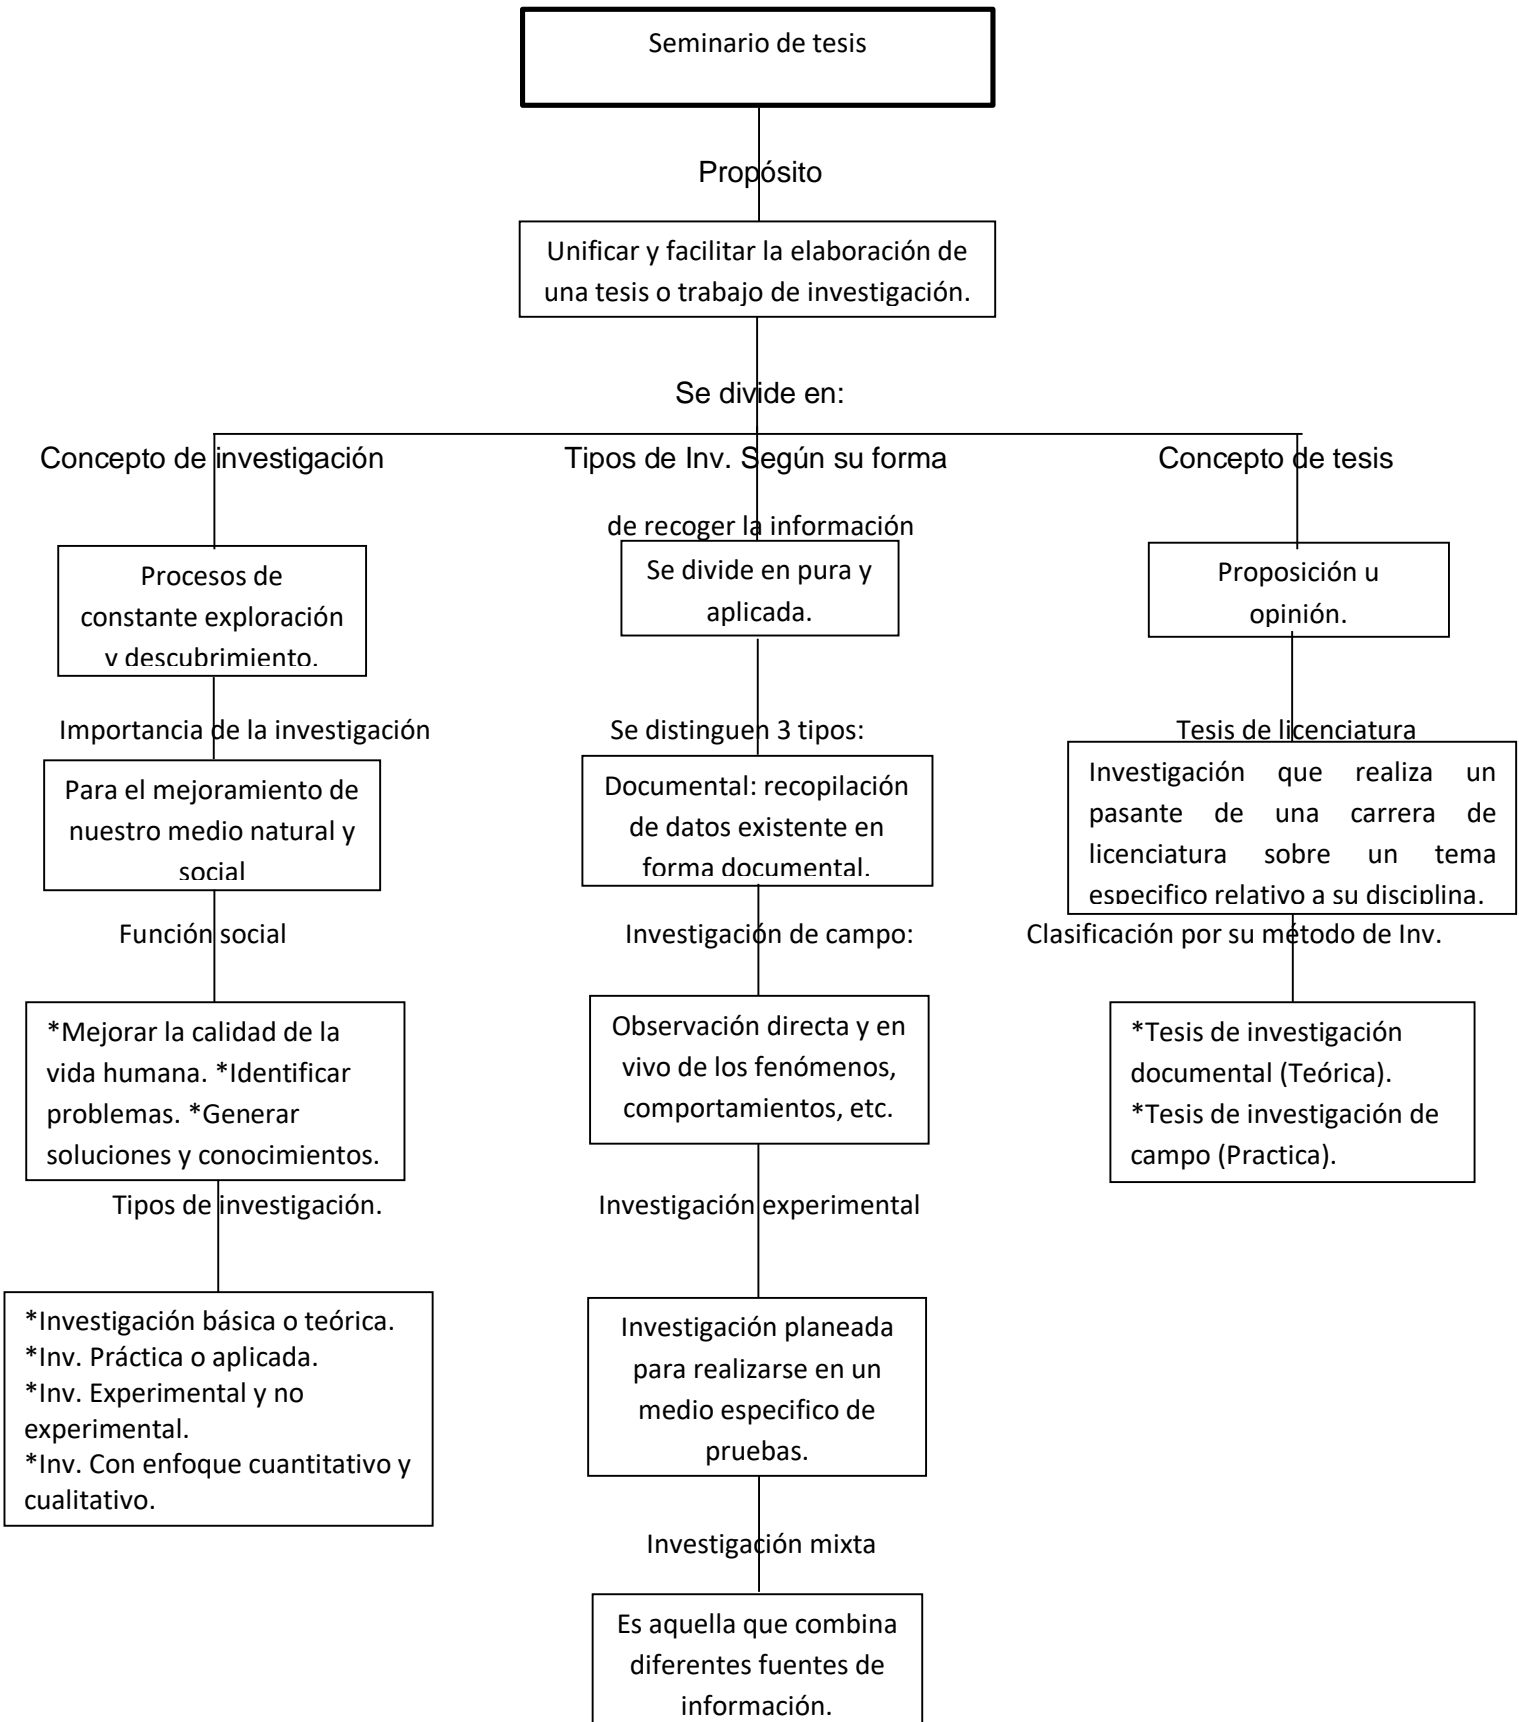 Seminario de tesis
Propósito
Unificar y facilitar la elaboración de
una tesis o trabajo de investigación.
Se divide en:
Concepto de investigación
Procesos de
constante exploración
y descubrimiento.
Importancia de la investigación
Para el mejoramiento de
nuestro medio natural y
social
Función social
*Mejorar la calidad de la
vida humana. *Identificar
problemas. *Generar
soluciones y conocimientos.
Tipos de investigación.
*Investigación básica o teórica.
*Inv. Práctica o aplicada.
*Inv. Experimental y no
experimental.
*Inv. Con enfoque cuantitativo y
cualitativo.
Tipos de Inv. Según su forma
de recoger la información
Se divide en pura y
aplicada.
Se distinguen 3 tipos:
Documental: recopilación
de datos existente en
forma documental.
Investigación de campo:
Observación directa y en
vivo de los fenómenos,
comportamientos, etc.
Investigación experimental
Investigación planeada
para realizarse en un
medio especifico de
pruebas.
Investigación mixta
Es aquella que combina
diferentes fuentes de
información.
Concepto de tesis
Proposición u
opinión.
Tesis de licenciatura
Investigación que realiza un
pasante de una carrera de
licenciatura sobre un tema
especifico relativo a su disciplina.
Clasificación por su método de Inv.
*Tesis de investigación
documental (Teórica).
*Tesis de investigación de
campo (Practica).